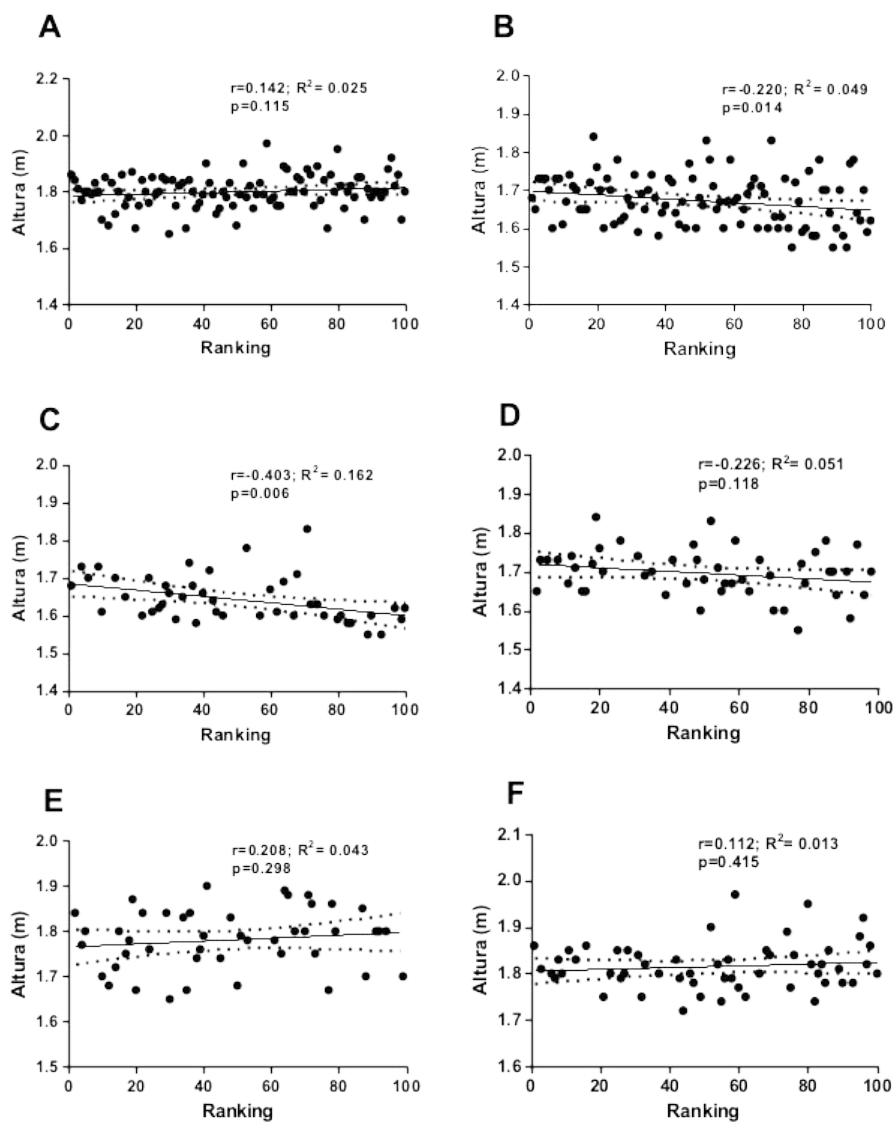 A
r=0.142; R²= 0.025
p=0.115
2.2
2.0
1.8
1.6
1.4
Altura (m)
0
20
40
60
80
100
Ranking
B
r=-0.220; R²= 0.049
p=0.014
2.0
1.9
1.8
1.7
1.6
1.5
1.4
Altura (m)
0
20
40
60
80
100
Ranking
C
r=-0.403; R²= 0.162
p=0.006
2.0
1.9
1.8
1.7
1.6
1.5
1.4
Altura (m)
0
20
40
60
80
100
Ranking
D
r=-0.226; R²= 0.051
p=0.118
2.0
1.9
1.8
1.7
1.6
1.5
1.4
Altura (m)
0
20
40
60
80
100
Ranking
E
r=0.208; R²= 0.043
p=0.298
2.0
1.9
1.8
1.7
1.6
1.5
Altura (m)
0
20
40
60
80
100
Ranking
F
r=0.112; R²= 0.013
p=0.415
2.1
2.0
1.9
1.8
1.7
1.6
Altura (m)
0
20
40
60
80
100
Ranking